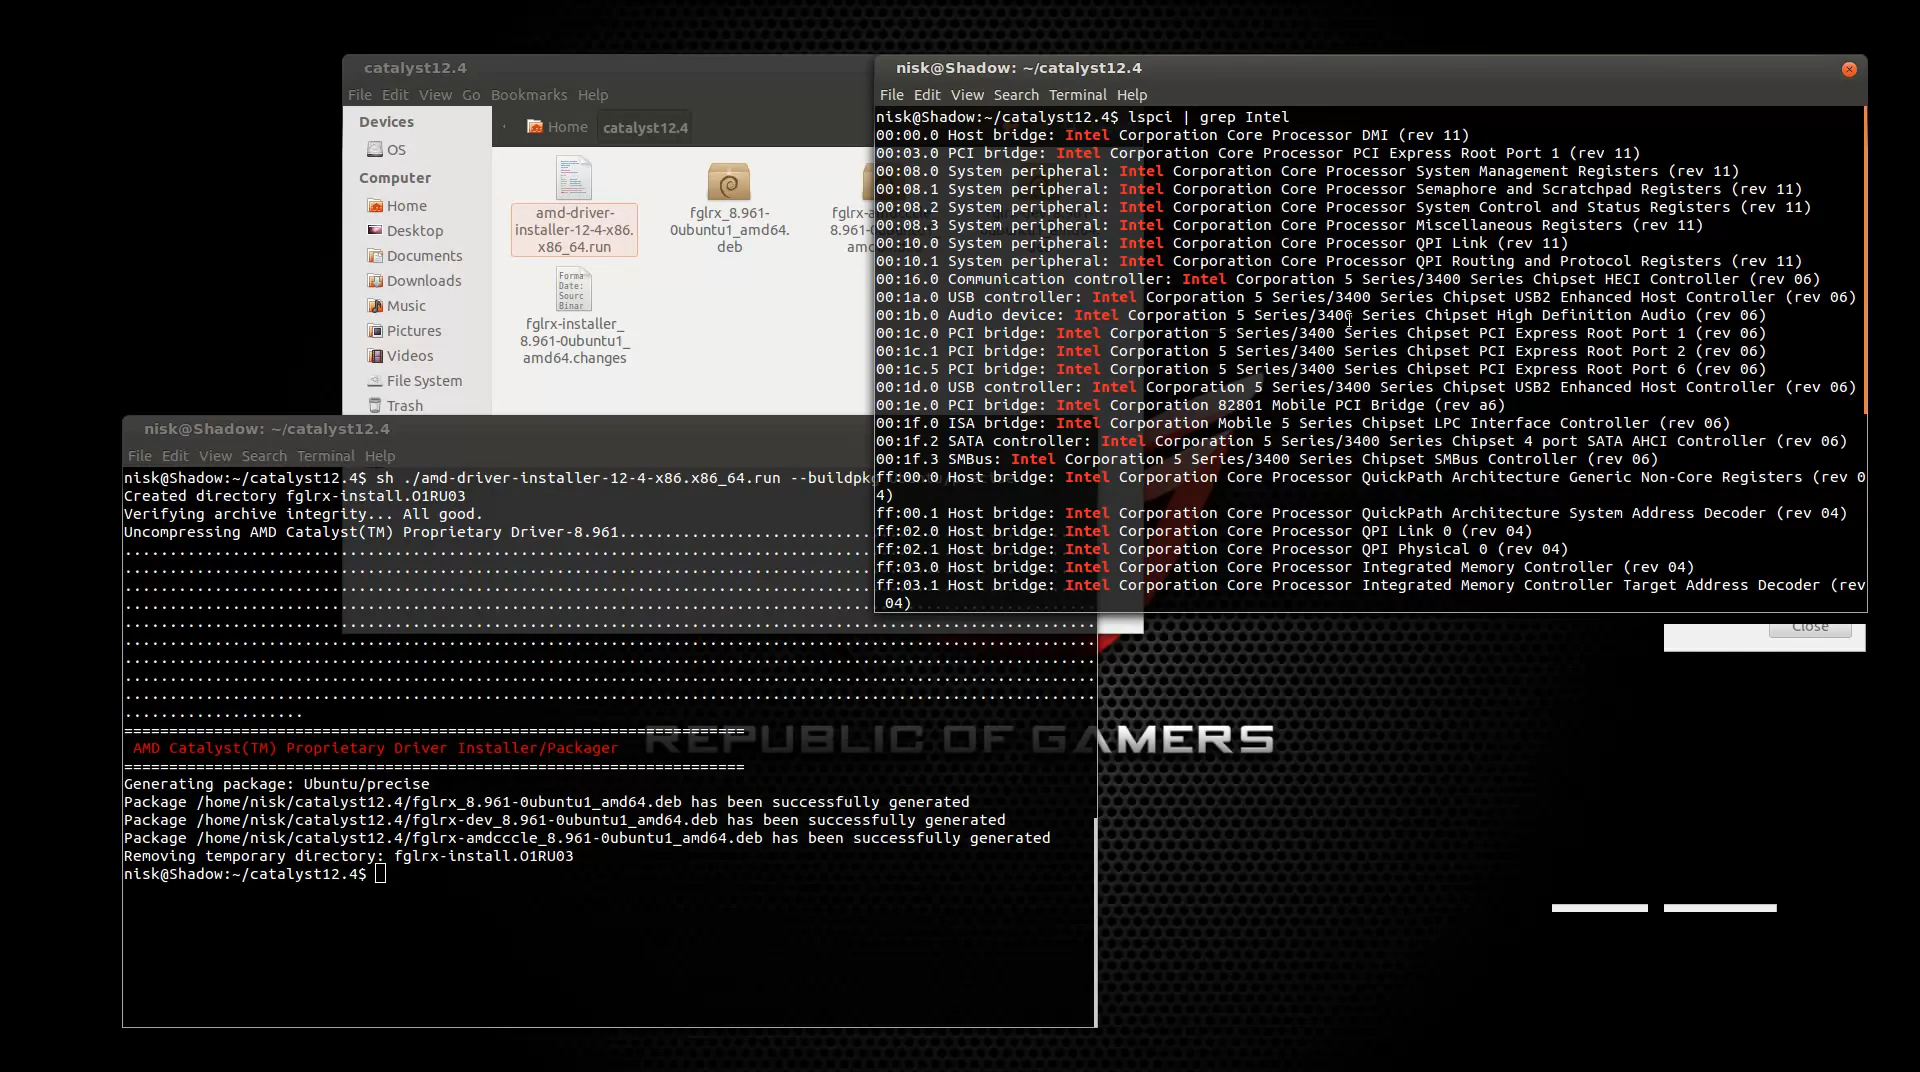 catalyst12.4
File Edit View Go Bookmarks Help
Devices
OS
Computer
Home
Desktop
Documents
Downloads
Music
Pictures
Videos
File System
Trash
Home catalyst12.4
amd-driver-
installer-12-4-x86.
x86_64.run
fglrx_8.961-
0ubuntu1_amd64.
deb
Forma
Date:
Sourc
Binar
fglrx-installer_
8.961-0ubuntu1_
amd64.changes
nisk@Shadow: ~/catalyst12.4
File Edit View Search Terminal Help
nisk@Shadow:~/catalyst12.4$ lspci | grep Intel
00:00.0 Host bridge: Intel Corporation Core Processor DMI (rev 11)
00:03.0 PCI bridge: Intel Corporation Core Processor PCI Express Root Port 1 (rev 11)
00:08.0 System peripheral: Intel Corporation Core Processor System Management Registers (rev 11)
00:08.1 System peripheral: Intel Corporation Core Processor Semaphore and Scratchpad Registers (rev 11)
00:08.2 System peripheral: Intel Corporation Core Processor System Control and Status Registers (rev 11)
00:08.3 System peripheral: Intel Corporation Core Processor Miscellaneous Registers (rev 11)
00:10.0 System peripheral: Intel Corporation Core Processor QPI Link (rev 11)
00:10.1 System peripheral: Intel Corporation Core Processor QPI Routing and Protocol Registers (rev 11)
00:16.0 Communication controller: Intel Corporation 5 Series/3400 Series Chipset HECI Controller (rev 06)
00:1a.0 USB controller: Intel Corporation 5 Series/3400 Series Chipset USB2 Enhanced Host Controller (rev 06)
00:1b.0 Audio device: Intel Corporation 5 Series/3400 Series Chipset High Definition Audio (rev 06)
00:1c.0 PCI bridge: Intel Corporation 5 Series/3400 Series Chipset PCI Express Root Port 1 (rev 06)
00:1c.1 PCI bridge: Intel Corporation 5 Series/3400 Series Chipset PCI Express Root Port 2 (rev 06)
00:1c.5 PCI bridge: Intel Corporation 5 Series/3400 Series Chipset PCI Express Root Port 6 (rev 06)
00:1d.0 USB controller: Intel Corporation 5 Series/3400 Series Chipset USB2 Enhanced Host Controller (rev 06)
00:1e.0 PCI bridge: Intel Corporation 82801 Mobile PCI Bridge (rev a6)
00:1f.0 ISA bridge: Intel Corporation Mobile 5 Series Chipset LPC Interface Controller (rev 06)
00:1f.2 SATA controller: Intel Corporation 5 Series/3400 Series Chipset 4 port SATA AHCI Controller (rev 06)
00:1f.3 SMBus: Intel Corporation 5 Series/3400 Series Chipset SMBus Controller (rev 06)
ff:00.0 Host bridge: Intel Corporation Core Processor QuickPath Architecture Generic Non-Core Registers (rev 0
4)
ff:00.1 Host bridge: Intel Corporation Core Processor QuickPath Architecture System Address Decoder (rev 04)
ff:02.0 Host bridge: Intel Corporation Core Processor QPI Link 0 (rev 04)
ff:02.1 Host bridge: Intel Corporation Core Processor QPI Physical 0 (rev 04)
ff:03.0 Host bridge: Intel Corporation Core Processor Integrated Memory Controller (rev 04)
ff:03.1 Host bridge: Intel Corporation Core Processor Integrated Memory Controller Target Address Decoder (rev
04)
Close
nisk@Shadow: ~/catalyst12.4
File Edit View Search Terminal Help
nisk@Shadow:~/catalyst12.4$ sh ./amd-driver-installer-12-4-x86.x86_64.run
Created directory fglrx-install.O1RU03
Verifying archive integrity... All good.
Uncompressing AMD Catalyst(TM) Proprietary Driver-8.961............................
=====================================================================
AMD Catalyst(TM) Proprietary Driver Installer/Packager
=====================================================================
Generating package: Ubuntu/precise
Package /home/nisk/catalyst12.4/fglrx_8.961-0ubuntu1_amd64.deb has been successfully generated
Package /home/nisk/catalyst12.4/fglrx-dev_8.961-0ubuntu1_amd64.deb has been successfully generated
Package /home/nisk/catalyst12.4/fglrx-amdcccle_8.961-0ubuntu1_amd64.deb has been successfully generated
Removing temporary directory: fglrx-install.O1RU03
nisk@Shadow:~/catalyst12.4$
REPUBLIC OF GAMERS